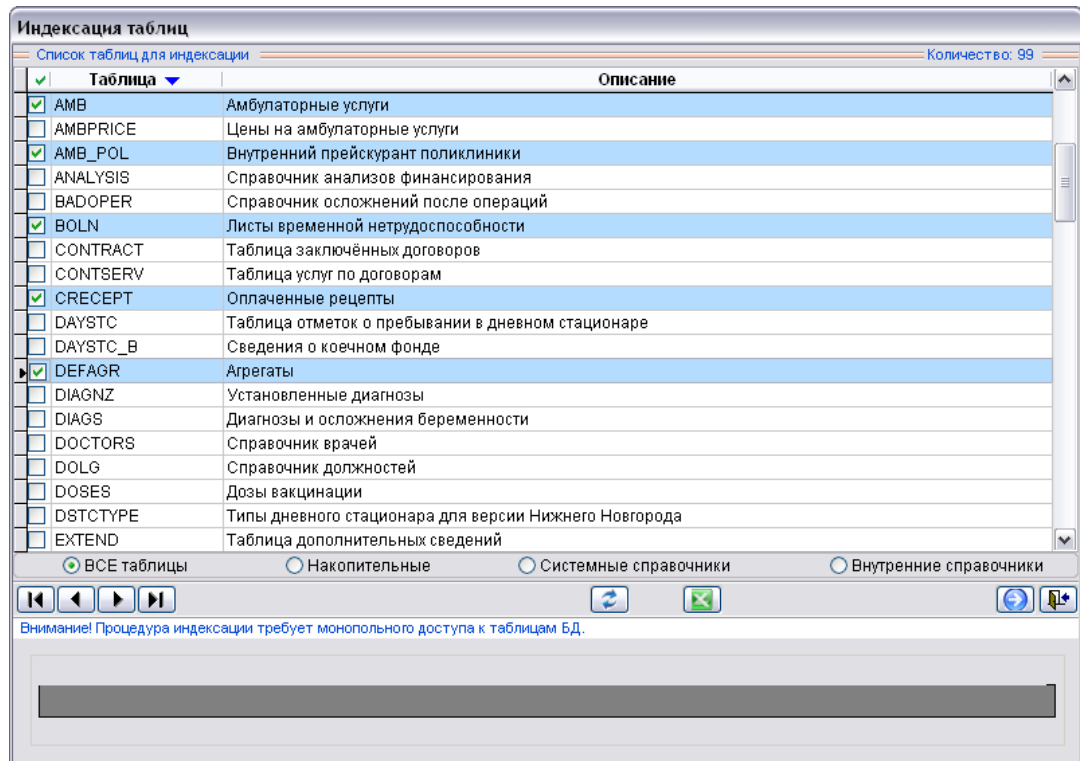 Индексация таблиц
Список таблиц для индексации Количество: 99
Таблица Описание
AMB Амбулаторные услуги
AMBPRICE Цены на амбулаторные услуги
AMB_POL Внутренний прейскурант поликлиники
ANALYSIS Справочник анализов финансирования
BADOPER Справочник осложнений после операций
BOLN Листы временной нетрудоспособности
CONTRACT Таблица заключённых договоров
CONTSERV Таблица услуг по договорам
CRECEPT Оплаченные рецепты
DAYSTC Таблица отметок о пребывании в дневном стационаре
DAYSTC_B Сведения о коечном фонде
DEFAGR Агрегаты
DIAGNZ Установленные диагнозы
DIAGS Диагнозы и осложнения беременности
DOCTORS Справочник врачей
DOLG Справочник должностей
DOSES Дозы вакцинации
DSTCTYPE Типы дневного стационара для версии Нижнего Новгорода
EXTEND Таблица дополнительных сведений
ВСЕ таблицы Накопительные Системные справочники Внутренние справочники
Внимание! Процедура индексации требует монопольного доступа к таблицам БД.